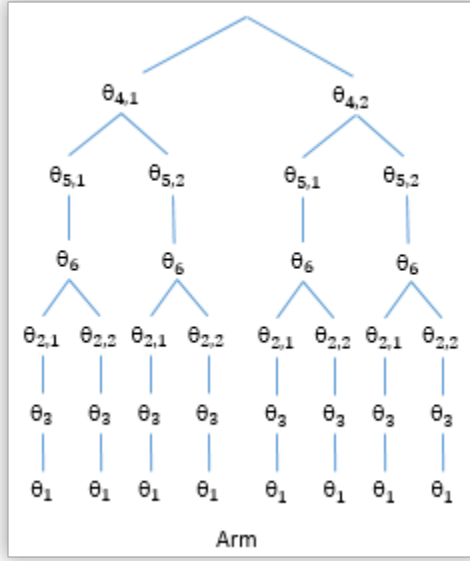 θ4,1 θ4,2
θ5,1 θ5,2 θ5,1 θ5,2
θ6 θ6 θ6 θ6
θ2,1 θ2,2 θ2,1 θ2,2 θ2,1 θ2,2 θ2,1 θ2,2
θ3 θ3 θ3 θ3 θ3 θ3 θ3 θ3
θ1 θ1 θ1 θ1 θ1 θ1 θ1 θ1
Arm